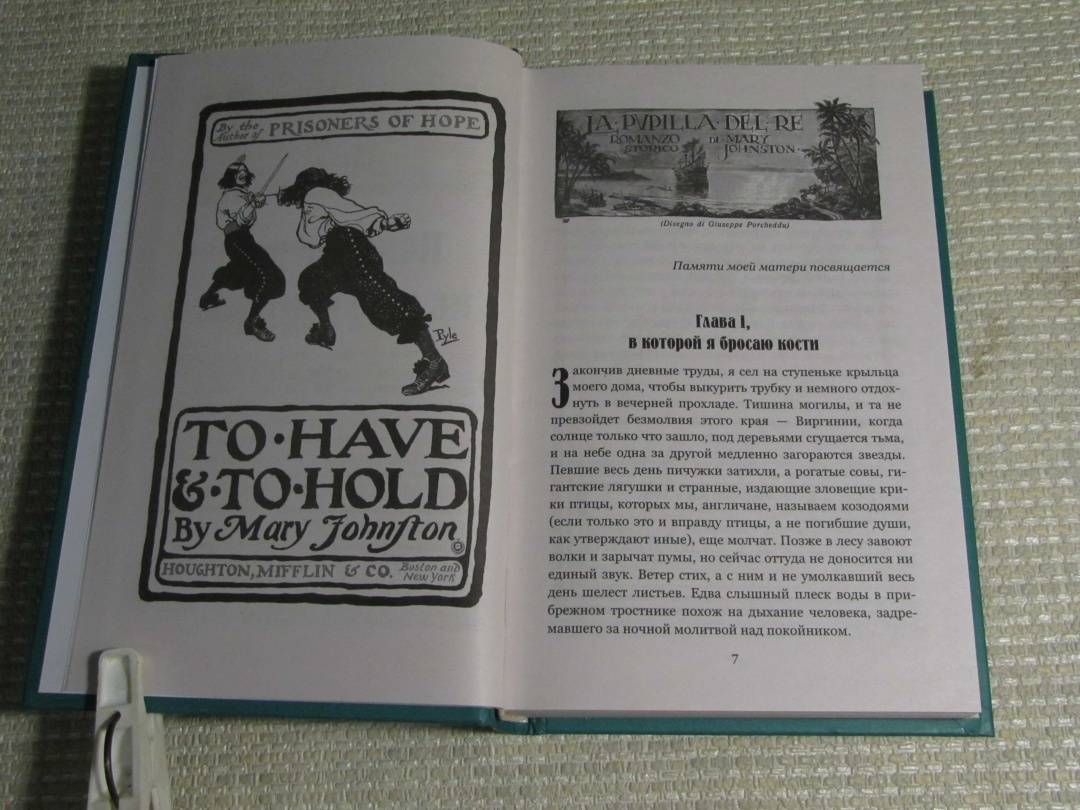 By the
Author of PRISONERS OF HOPE
Pyle
TO·HAVE
&·TO·HOLD
By Mary Johnston
HOUGHTON, MIFFLIN & CO. Boston and
New York
LA·PVPILLA·DEL·RE
ROMANZO
STORICO DI·MARY
JOHNSTON·
(Disegno di Giuseppe Porcheddu)
Памяти моей матери посвящается
Глава I,
в которой я бросаю кости
Закончив дневные труды, я сел на ступеньке крыльца
моего дома, чтобы выкурить трубку и немного отдох-
нуть в вечерней прохладе. Тишина могилы, и та не
превзойдет безмолвия этого края — Виргинии, когда
солнце только что зашло, под деревьями сгущается тьма,
и на небе одна за другой медленно загораются звезды.
Певшие весь день пичужки затихли, а рогатые совы, ги-
гантские лягушки и странные, издающие зловещие кри-
ки птицы, которых мы, англичане, называем козодоями
(если только это и вправду птицы, а не погибшие души,
как утверждают иные), еще молчат. Позже в лесу завоют
волки и зарычат пумы, но сейчас оттуда не доносится ни
единый звук. Ветер стих, а с ним и не умолкавший весь
день шелест листьев. Едва слышный плеск воды в при-
брежном тростнике похож на дыхание человека, задре-
мавшего за ночной молитвой над покойником.
7